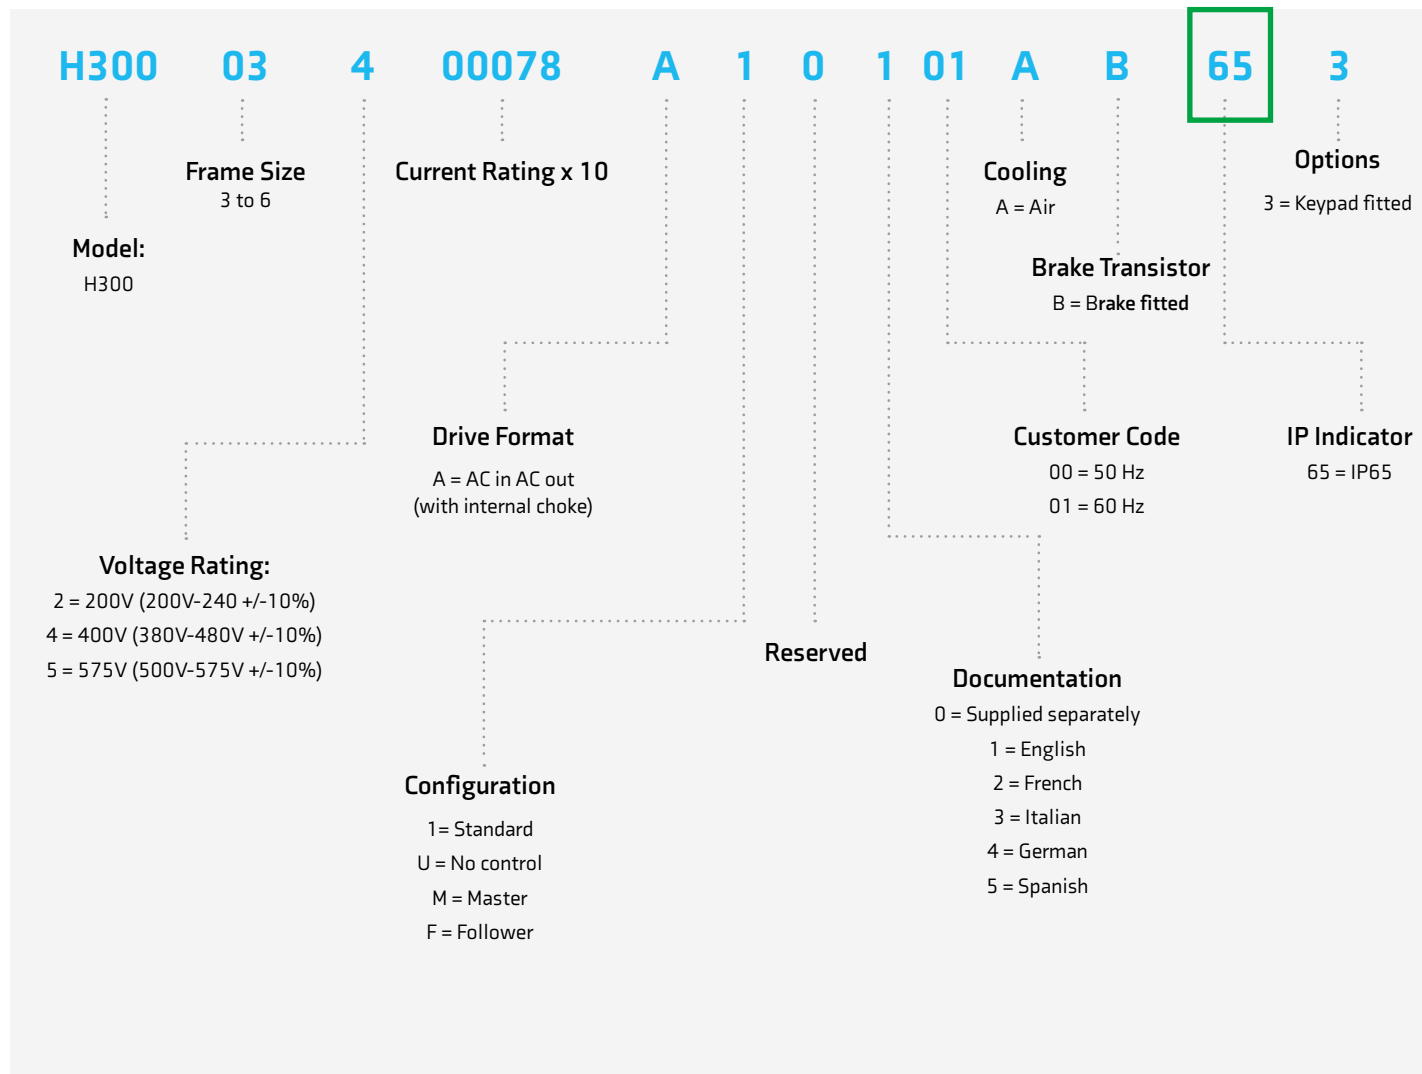 H300 03 4 00078 A 1 0 1 01 A B 65 3
Frame Size
3 to 6
Current Rating x 10
Cooling
A = Air
Options
3 = Keypad fitted
Model:
H300
Brake Transistor
B = Brake fitted
Drive Format
A = AC in AC out
(with internal choke)
Customer Code
00 = 50 Hz
01 = 60 Hz
IP Indicator
65 = IP65
Voltage Rating:
2 = 200V (200V-240 +/-10%)
4 = 400V (380V-480V +/-10%)
5 = 575V (500V-575V +/-10%)
Reserved
Documentation
0 = Supplied separately
1 = English
2 = French
3 = Italian
4 = German
5 = Spanish
Configuration
1= Standard
U = No control
M = Master
F = Follower